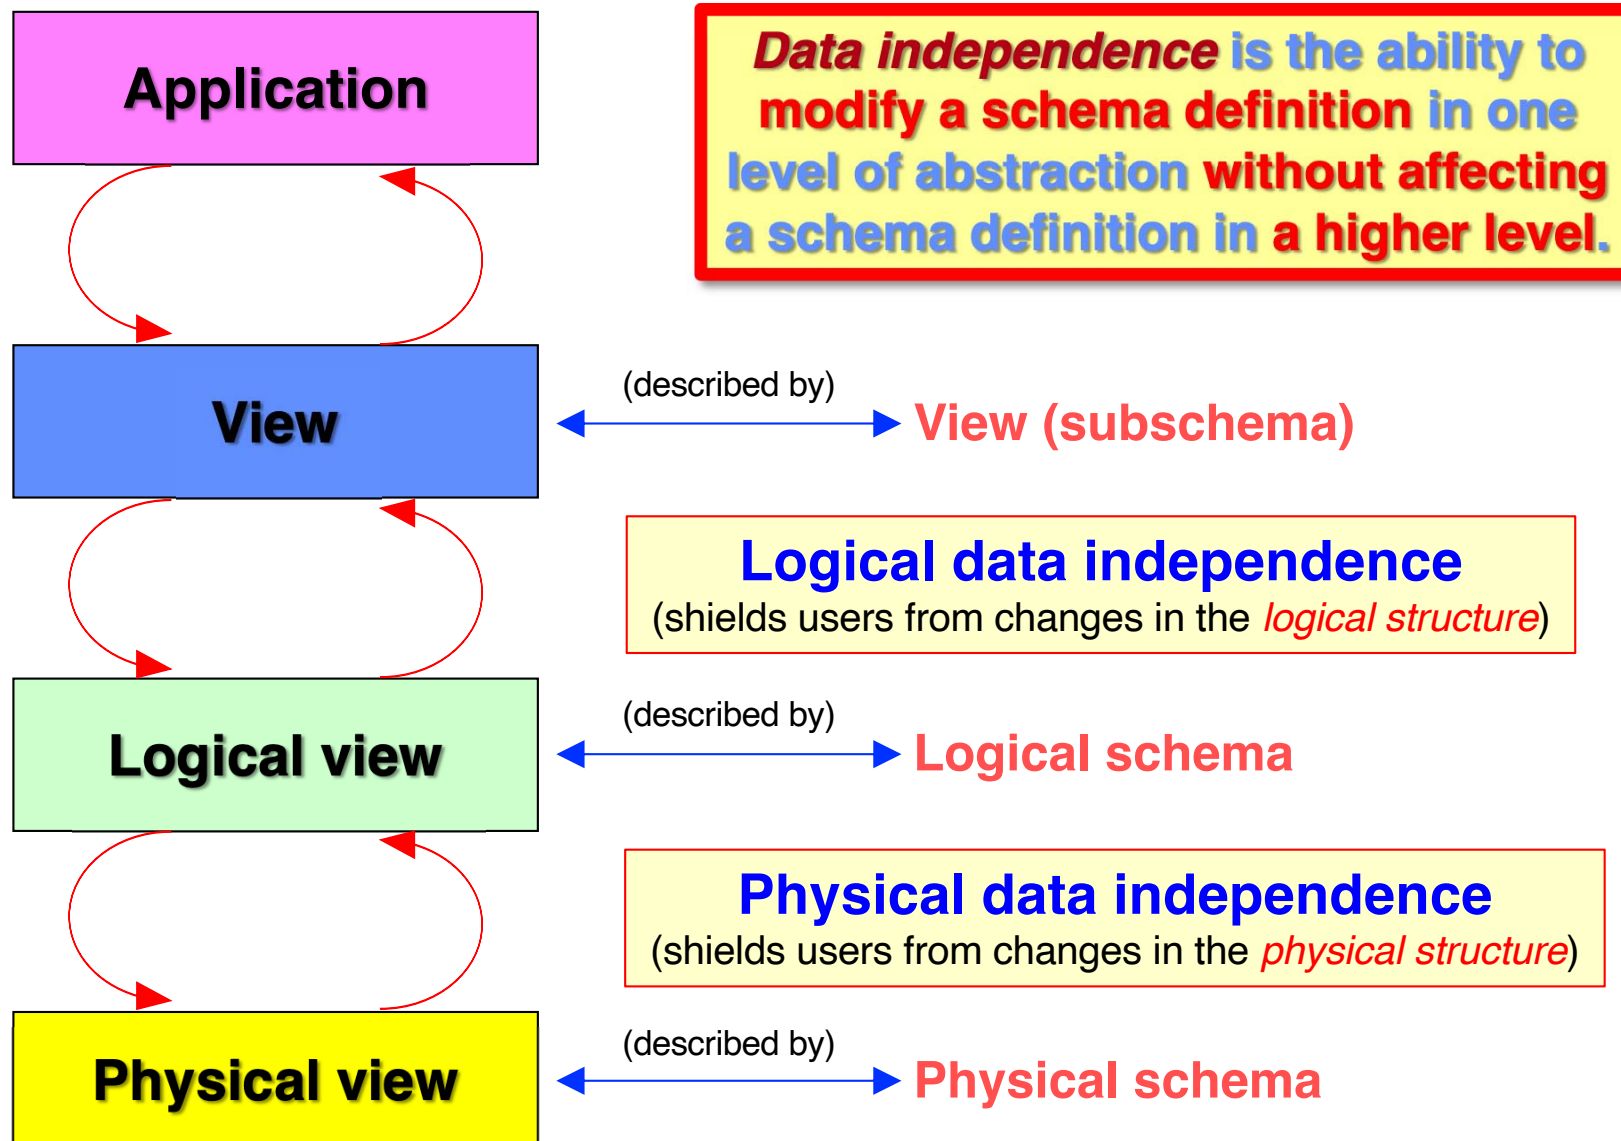 Application
Data independence is the ability to
modify a schema definition in one
level of abstraction without affecting
a schema definition in a higher level.
View
(described by)
View (subschema)
Logical data independence
(shields users from changes in the logical structure)
Logical view
(described by)
Logical schema
Physical data independence
(shields users from changes in the physical structure)
Physical view
(described by)
Physical schema